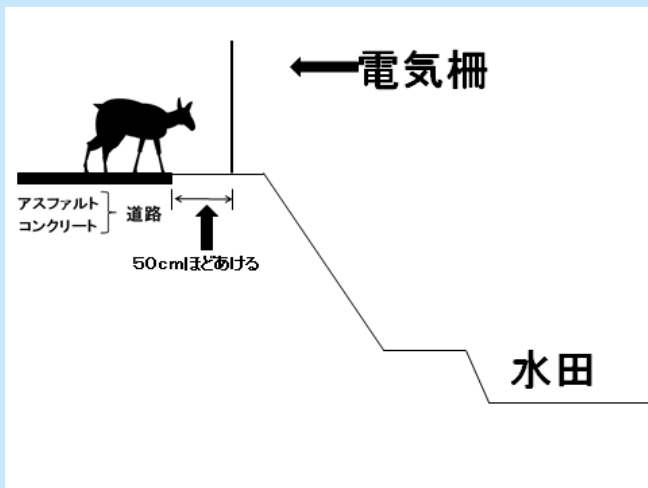 電気柵
アスファルト
コンクリート
道路
50cmほどあける
水田